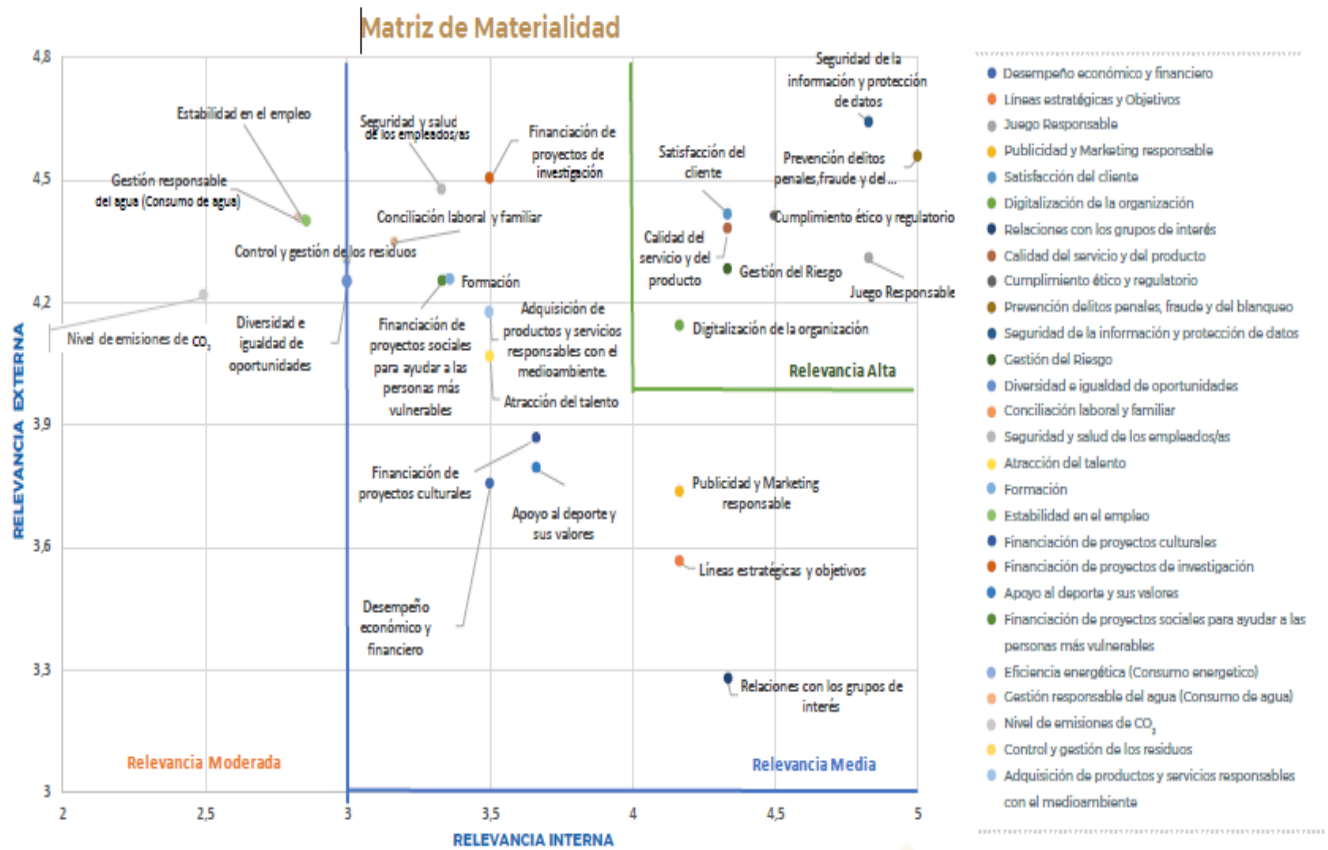 Matriz de Materialidad
4,8
4,5
4,2
3,9
3,6
3,3
3
2
2,5
3
3,5
4
4,5
5
RELEVANCIA EXTERNA
RELEVANCIA INTERNA
Estabilidad en el empleo
Gestión responsable
del agua (Consumo de agua)
Seguridad y salud
de los empleados/as
Financiación de
proyectos de
investigación
Conciliación laboral y familiar
Control y gestión de los residuos
Nivel de emisiones de CO₂
Diversidad e
igualdad de
oportunidades
Formación
Financiación de
proyectos sociales
para ayudar a las
personas más
vulnerables
Adquisición de
productos y servicios
responsables con el
medioambiente.
Atracción del talento
Financiación de
proyectos culturales
Apoyo al deporte y
sus valores
Desempeño
económico y
financiero
Seguridad de la
información y protección
de datos
Satisfacción del
cliente
Prevención delitos
penales,fraude y del ...
Cumplimiento ético y regulatorio
Calidad del
servicio y del
producto
Gestión del Riesgo
Juego Responsable
Digitalización de la organización
Relevancia Alta
Publicidad y Marketing
responsable
Líneas estratégicas y objetivos
Relaciones con los grupos de
interés
Relevancia Moderada
Relevancia Media
Desempeño económico y financiero
Líneas estratégicas y Objetivos
Juego Responsable
Publicidad y Marketing responsable
Satisfacción del cliente
Digitalización de la organización
Relaciones con los grupos de interés
Calidad del servicio y del producto
Cumplimiento ético y regulatorio
Prevención delitos penales, fraude y del blanqueo
Seguridad de la información y protección de datos
Gestión del Riesgo
Diversidad e igualdad de oportunidades
Conciliación laboral y familiar
Seguridad y salud de los empleados/as
Atracción del talento
Formación
Estabilidad en el empleo
Financiación de proyectos culturales
Financiación de proyectos de investigación
Apoyo al deporte y sus valores
Financiación de proyectos sociales para ayudar a las
personas más vulnerables
Eficiencia energética (Consumo energetico)
Gestión responsable del agua (Consumo de agua)
Nivel de emisiones de CO₂
Control y gestión de los residuos
Adquisición de productos y servicios responsables
con el medioambiente